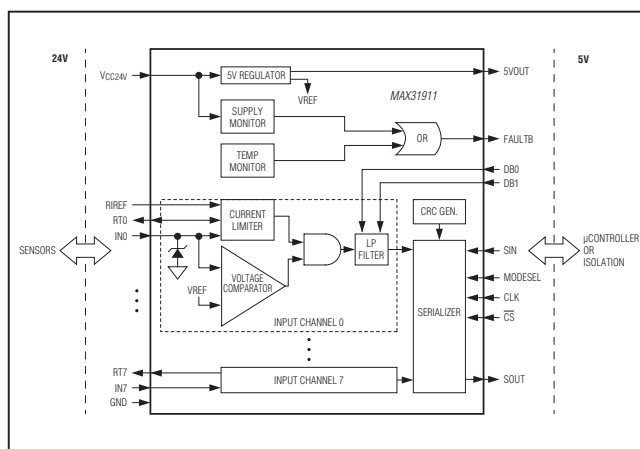 24V
5V
VCC24V
5V REGULATOR
5VOUT
VREF
MAX31911
SUPPLY
MONITOR
OR
FAULTB
TEMP
MONITOR
DB0
DB1
RIREF
RT0
IN0
CURRENT
LIMITER
CRC GEN.
LP
FILTER
SENSORS
VOLTAGE
COMPARATOR
VREF
INPUT CHANNEL 0
SERIALIZER
SIN
MODESEL
CLK
CS
µCONTROLLER
OR
ISOLATION
RT7
IN7
GND
INPUT CHANNEL 7
SOUT